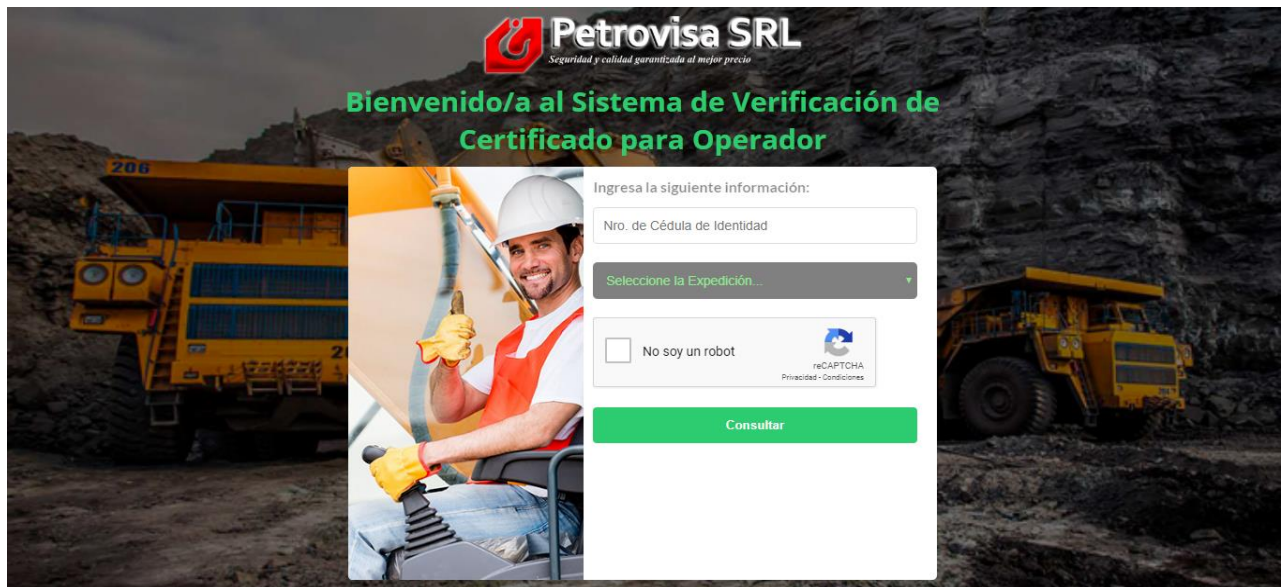 Petrovisa SRL
Seguridad y calidad garantizada al mejor precio
Bienvenido/a al Sistema de Verificación de
Certificado para Operador
206
Ingresa la siguiente información:
Nro. de Cédula de Identidad
Seleccione la Expedición...
No soy un robot
reCAPTCHA
Privacidad - Condiciones
Consultar